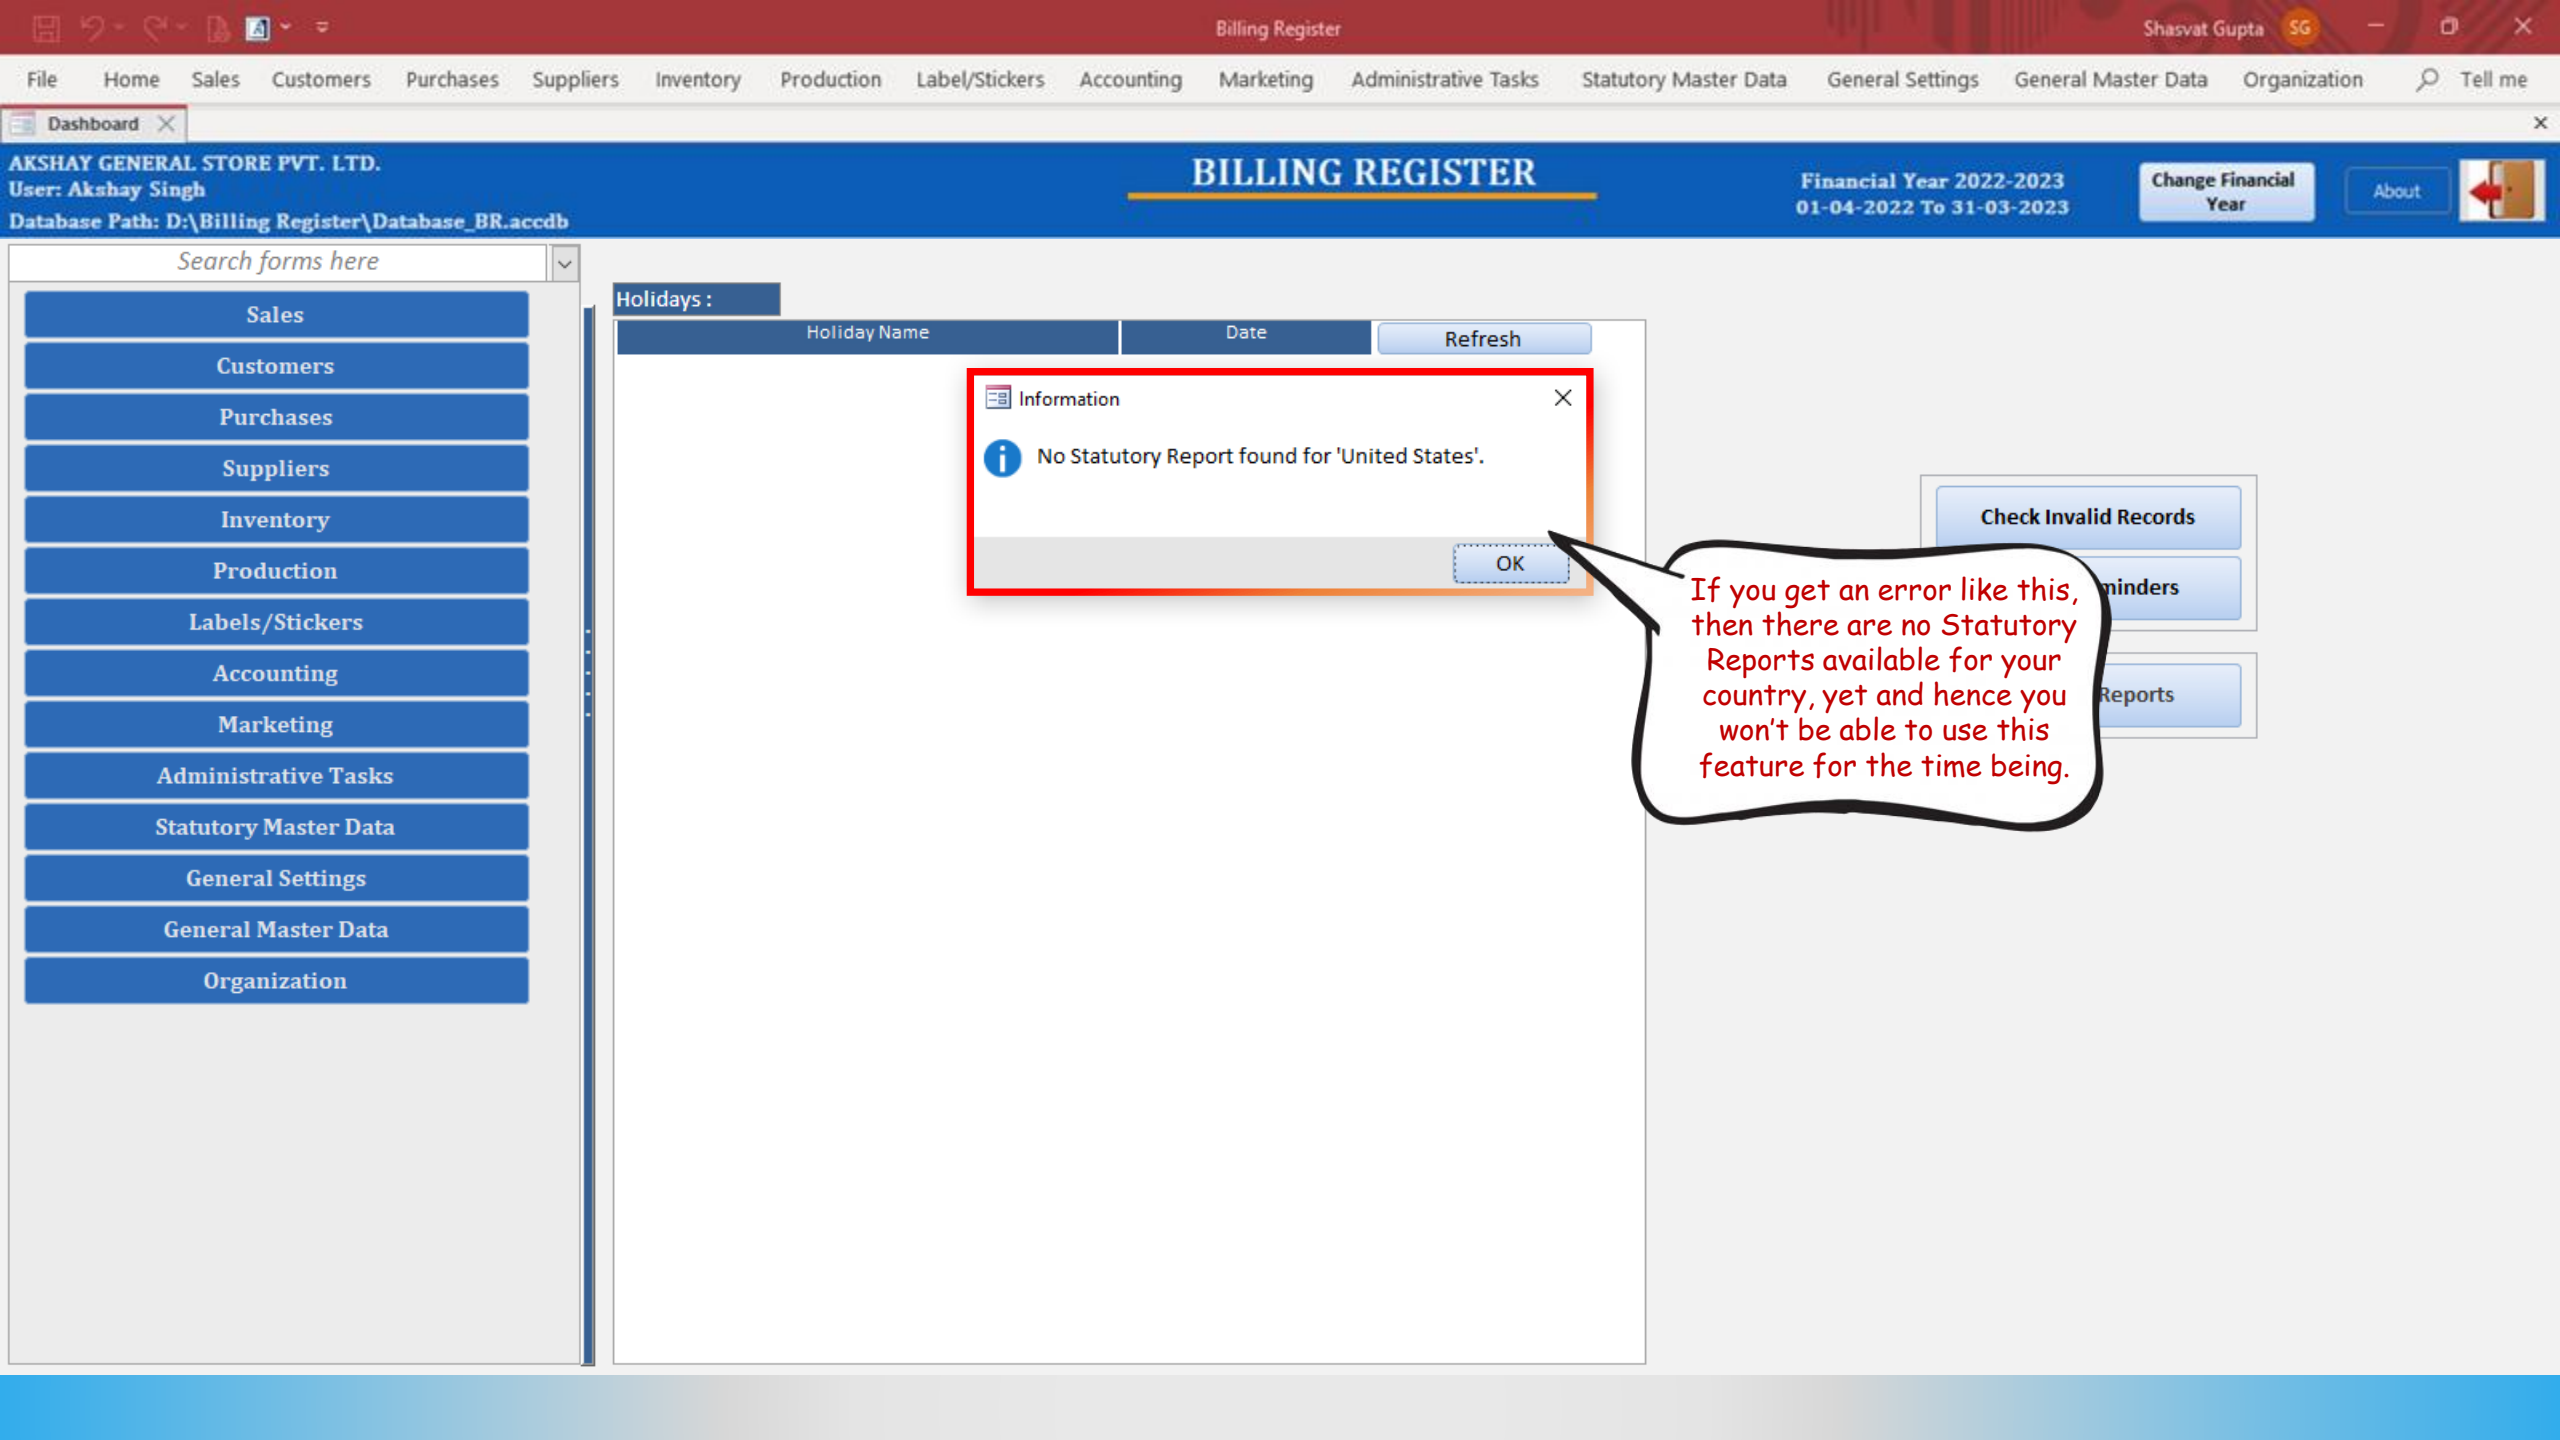 Billing Register
Shasvat Gupta SG
File Home Sales Customers Purchases Suppliers Inventory Production Label/Stickers Accounting Marketing Administrative Tasks Statutory Master Data General Settings General Master Data Organization Tell me
Dashboard
AKSHAY GENERAL STORE PVT. LTD.
User: Akshay Singh
Database Path: D:\Billing Register\Database_BR.accdb
BILLING REGISTER
Financial Year 2022-2023
01-04-2022 To 31-03-2023
Change Financial
Year
About
Search forms here
Sales
Customers
Purchases
Suppliers
Inventory
Production
Labels/Stickers
Accounting
Marketing
Administrative Tasks
Statutory Master Data
General Settings
General Master Data
Organization
Holidays :
Holiday Name Date Refresh
Information
No Statutory Report found for 'United States'.
OK
Check Invalid Records
minders
Reports
If you get an error like this,
then there are no Statutory
Reports available for your
country, yet and hence you
won't be able to use this
feature for the time being.